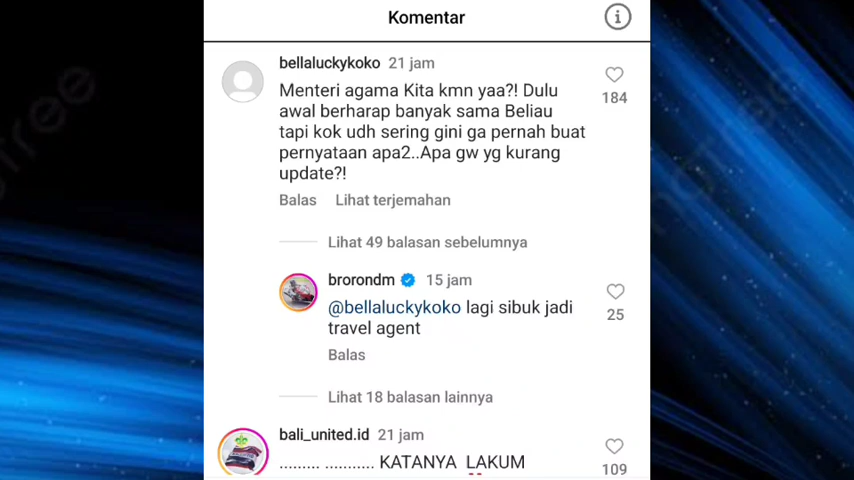 Komentar
bellaluckykoko 21 jam
Menteri agama Kita kmn yaa?! Dulu
awal berharap banyak sama Beliau
tapi kok udh sering gini ga pernah buat
pernyataan apa2..Apa gw yg kurang
update?!
184
Balas Lihat terjemahan
Lihat 49 balasan sebelumnya
brorondm 15 jam
@bellaluckykoko lagi sibuk jadi
travel agent
25
Balas
Lihat 18 balasan lainnya
bali_united.id 21 jam
......... ........... KATANYA LAKUM
109